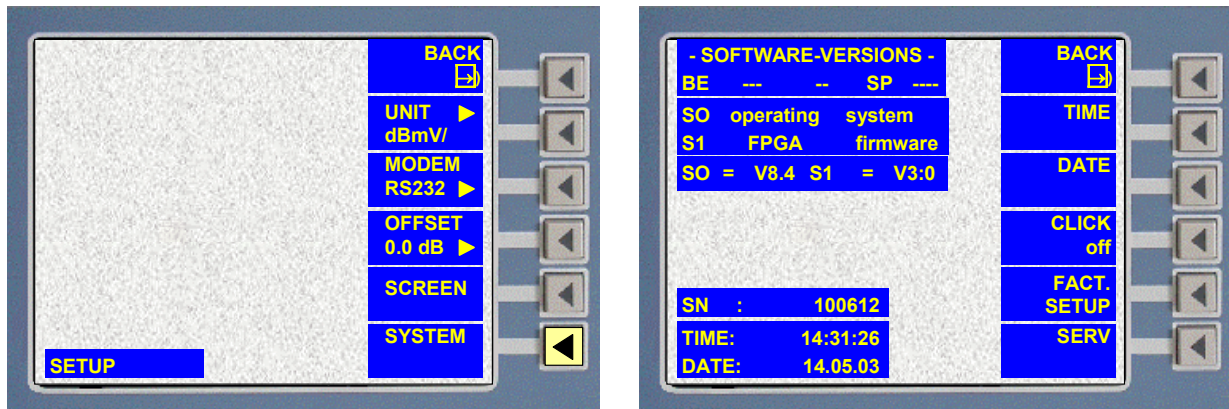 BACK
UNIT
dBmV/
MODEM
RS232
OFFSET
0.0 dB
SCREEN
SYSTEM
SETUP
- SOFTWARE-VERSIONS -
BE --- -- SP ----
SO operating system
S1 FPGA firmware
SO = V8.4 S1 = V3:0
SN : 100612
TIME: 14:31:26
DATE: 14.05.03
BACK
TIME
DATE
CLICK
off
FACT.
SETUP
SERV